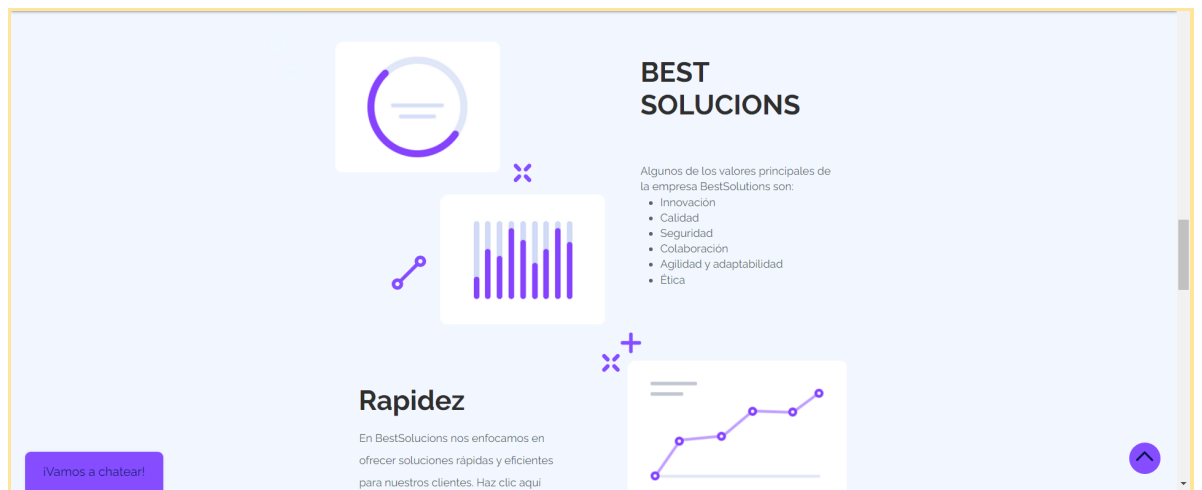 BEST
SOLUCIONS
Algunos de los valores principales de
la empresa BestSolutions son:
Innovación
Calidad
Seguridad
Colaboración
Agilidad y adaptabilidad
Ética
Rapidez
En BestSolucions nos enfocamos en
ofrecer soluciones rápidas y eficientes
para nuestros clientes. Haz clic aquí
¡Vamos a chatear!